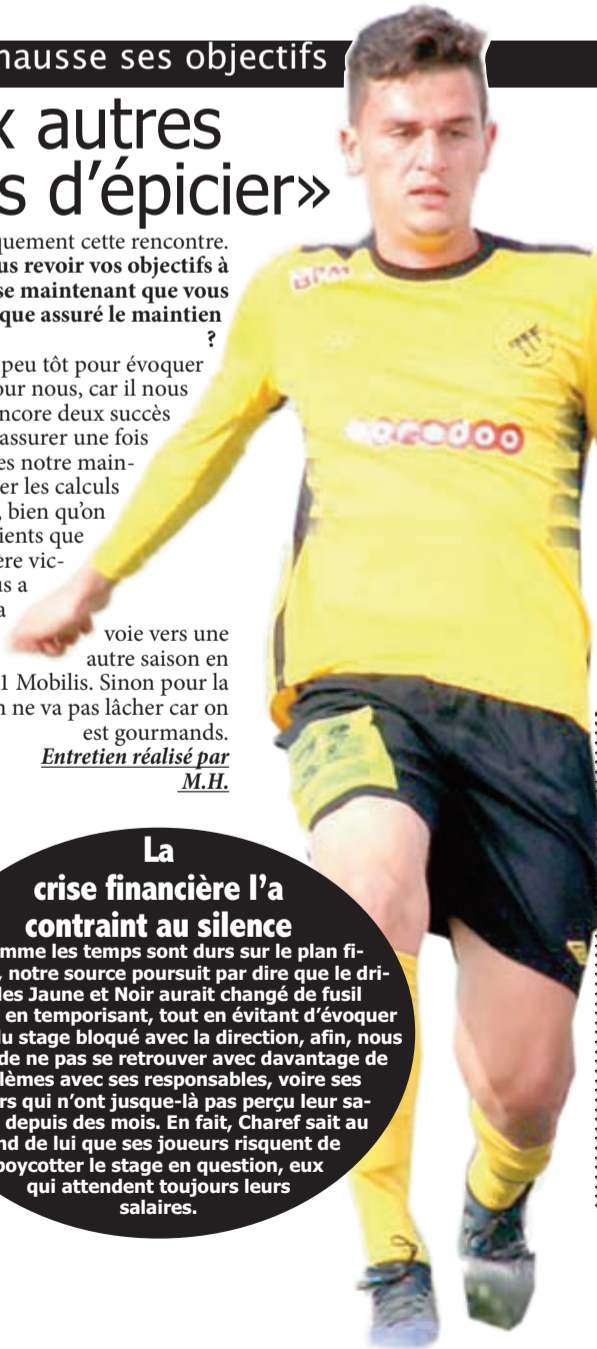 hausse ses objectifs
x autres
s d'épicier»
quement cette rencontre.
us revoir vos objectifs à
se maintenant que vous
que assuré le maintien
?
peu tôt pour évoquer
our nous, car il nous
ncore deux succès
assurer une fois
es notre main-
er les calculs
, bien qu'on
ients que
ère vic-
us a
a
voie vers une
autre saison en
1 Mobilis. Sinon pour la
n ne va pas lâcher car on
est gourmands.
Entretien réalisé par
M.H.
ooredoo
La
crise financière l'a
contraint au silence
mme les temps sont durs sur le plan fi-
, notre source poursuit par dire que le dri-
les Jaune et Noir aurait changé de fusil
en temporisant, tout en évitant d'évoquer
du stage bloqué avec la direction, afin, nous
de ne pas se retrouver avec davantage de
lèmes avec ses responsables, voire ses
rs qui n'ont jusque-là pas perçu leur sa-
depuis des mois. En fait, Charef sait au
nd de lui que ses joueurs risquent de
boycotter le stage en question, eux
qui attendent toujours leurs
salaires.